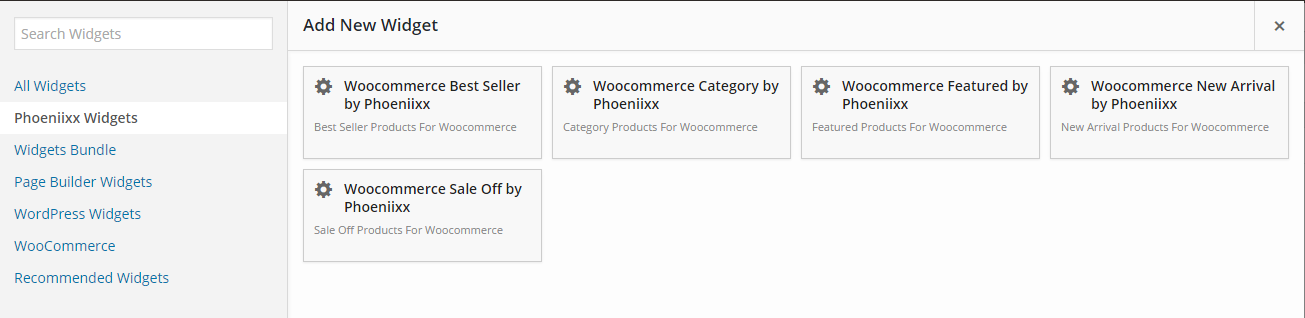 Search Widgets
All Widgets
Phoeniixx Widgets
Widgets Bundle
Page Builder Widgets
WordPress Widgets
WooCommerce
Recommended Widgets
Add New Widget
×
Woocommerce Best Seller
by Phoeniixx
Best Seller Products For Woocommerce
Woocommerce Category by
Phoeniixx
Category Products For Woocommerce
Woocommerce Featured by
Phoeniixx
Featured Products For Woocommerce
Woocommerce New Arrival
by Phoeniixx
New Arrival Products For Woocommerce
Woocommerce Sale Off by
Phoeniixx
Sale Off Products For Woocommerce